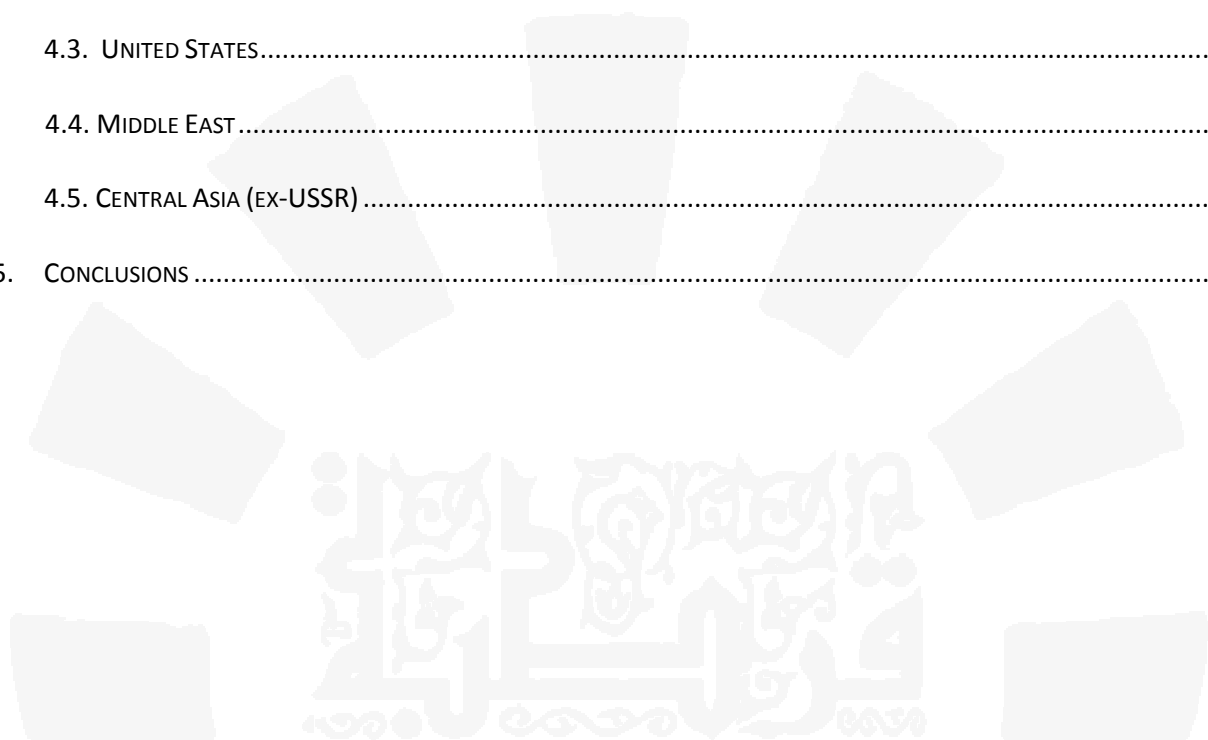 4.3. United States ................................................................
4.4. Middle East ................................................................
4.5. Central Asia (ex-USSR) ................................................................
5. Conclusions ................................................................